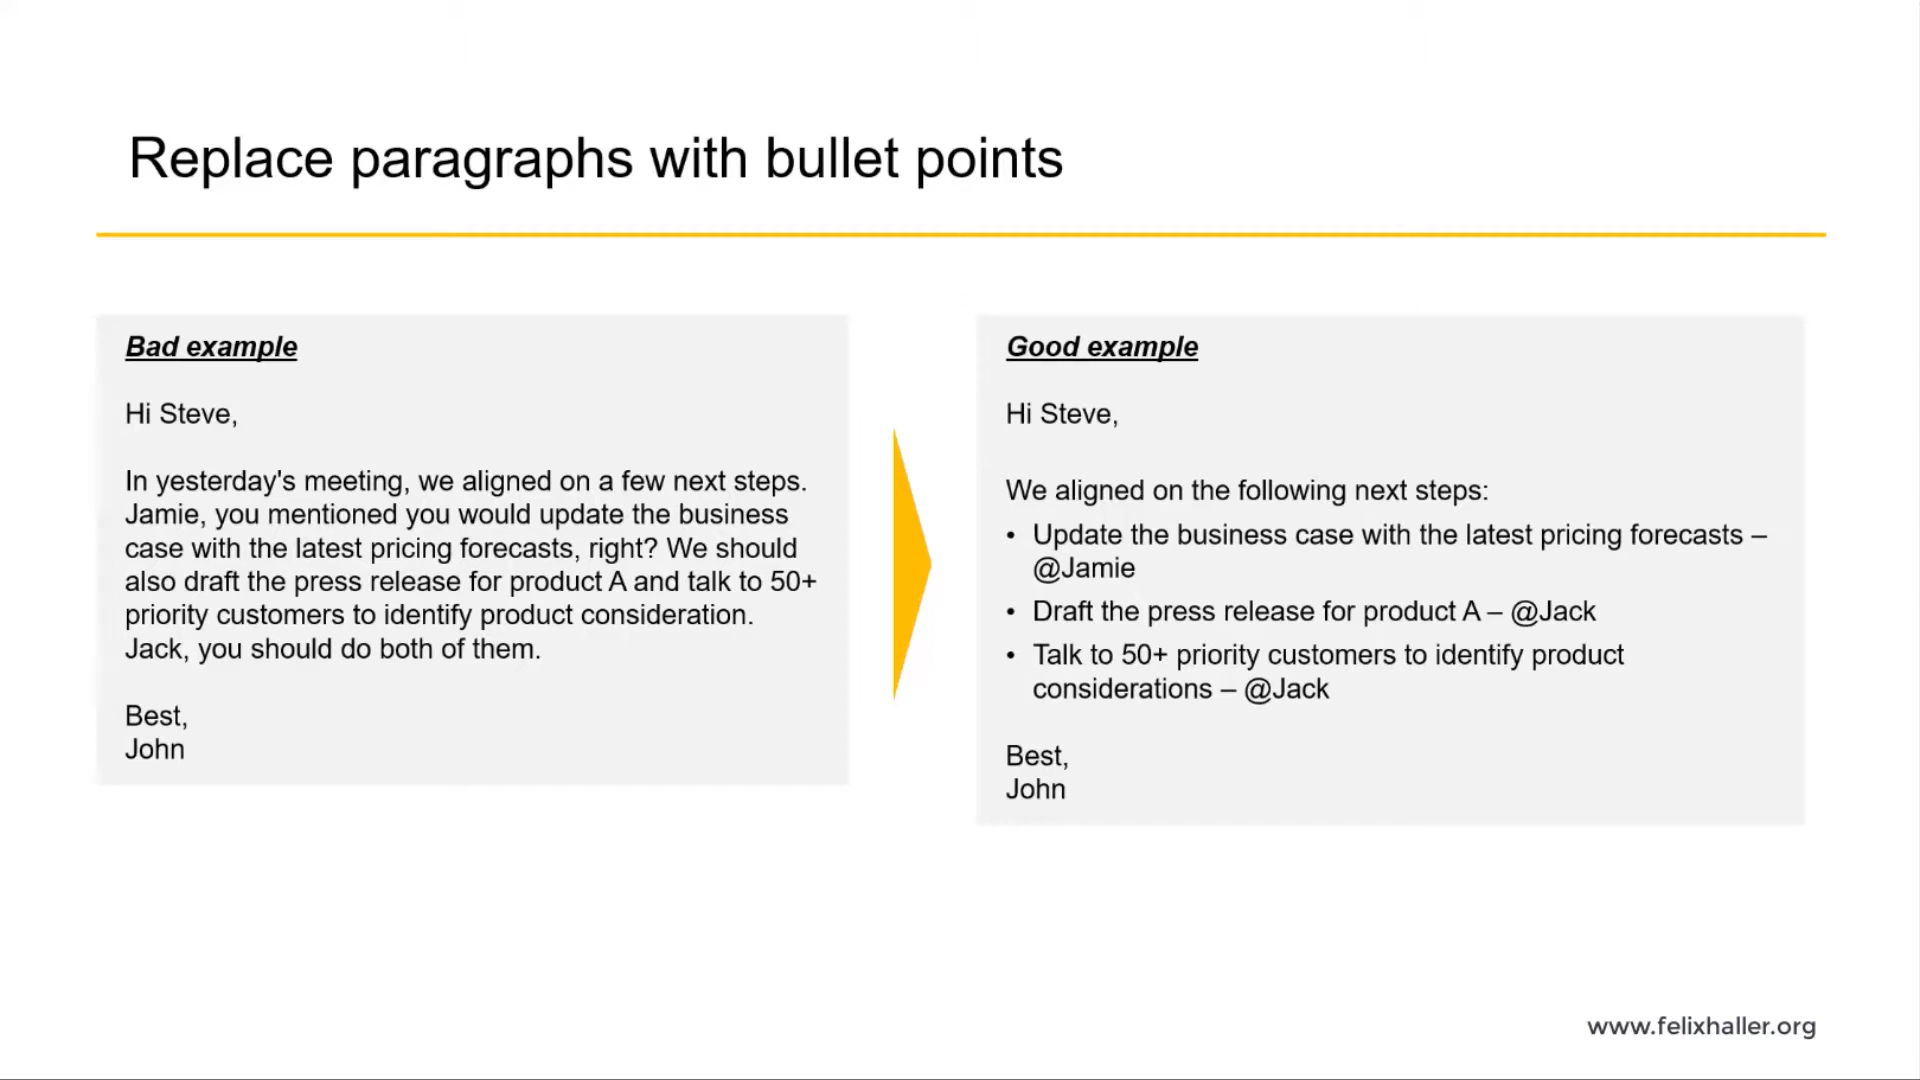 Replace paragraphs with bullet points
Bad example
Hi Steve,
In yesterday's meeting, we aligned on a few next steps.
Jamie, you mentioned you would update the business
case with the latest pricing forecasts, right? We should
also draft the press release for product A and talk to 50+
priority customers to identify product consideration.
Jack, you should do both of them.
Best,
John
Good example
Hi Steve,
We aligned on the following next steps:
• Update the business case with the latest pricing forecasts –
@Jamie
• Draft the press release for product A – @Jack
• Talk to 50+ priority customers to identify product
considerations – @Jack
Best,
John
www.felixhaller.org